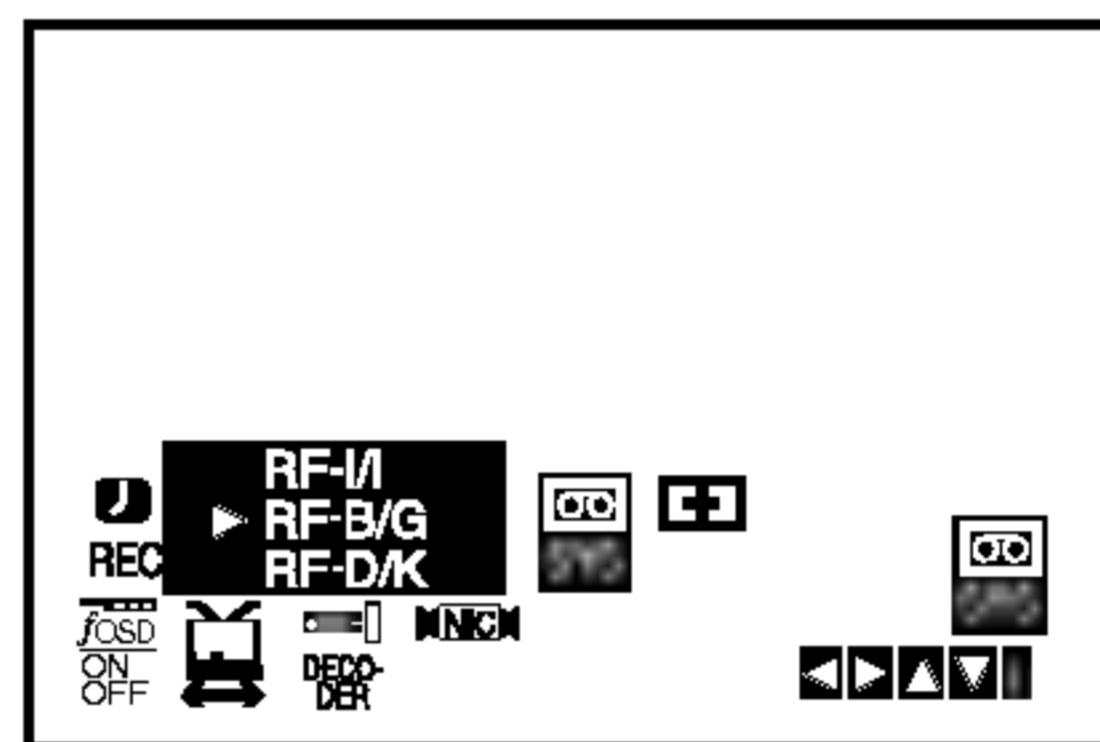 RF-I/I
RF-B/G
RF-D/K
REC
fOSD
ON
OFF
DECO-
DER
NIC